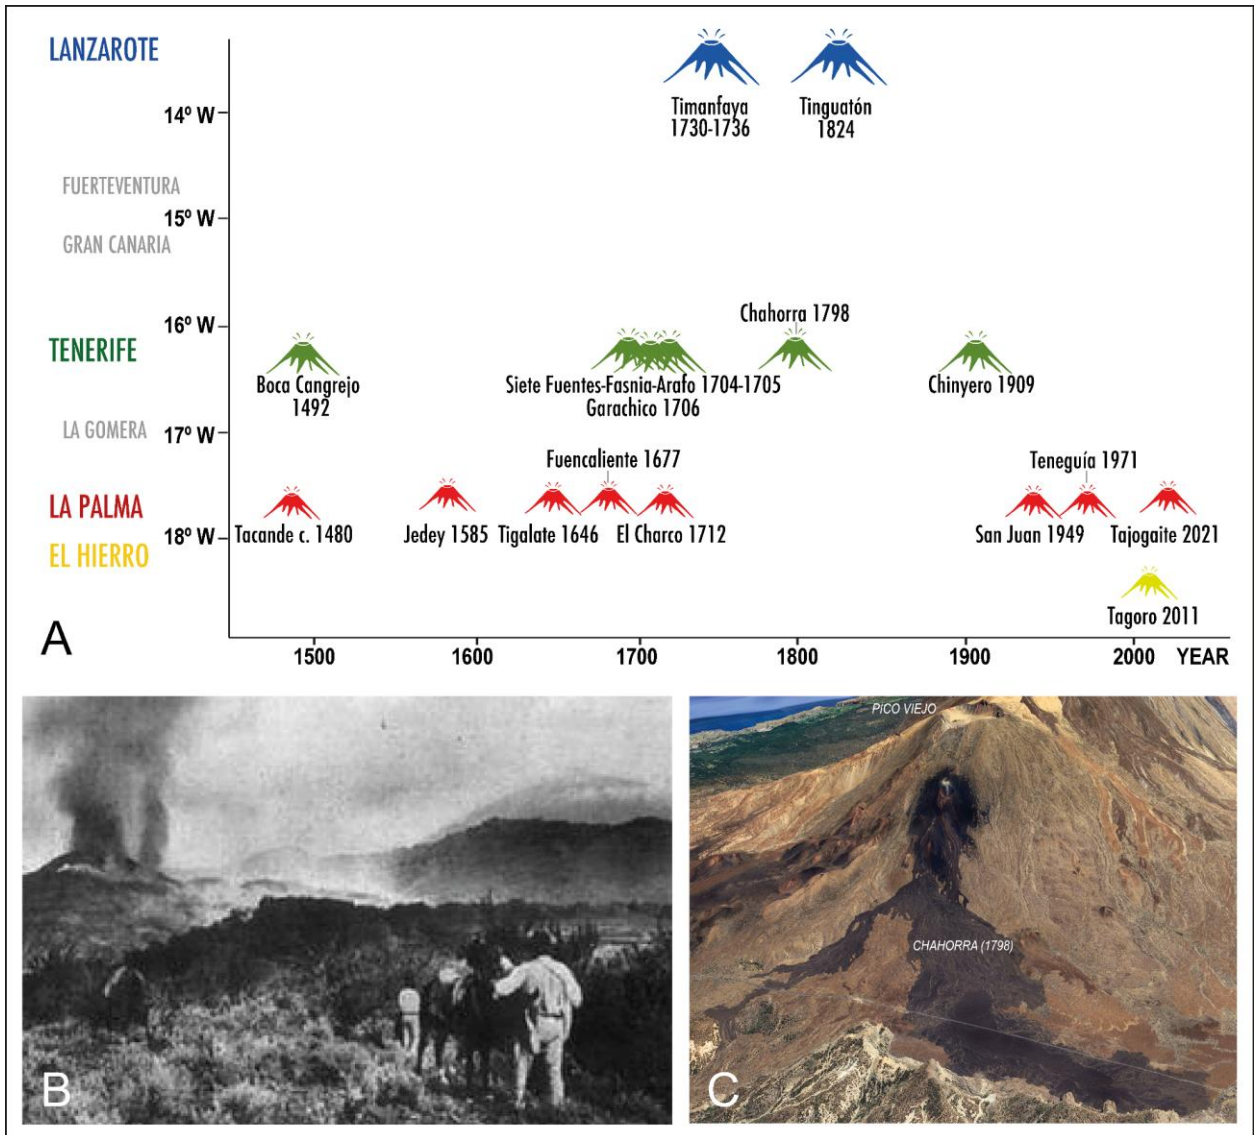 LANZAROTE
Timanfaya
1730-1736
Tinguatón
1824
14º W
FUERTEVENTURA
15º W
GRAN CANARIA
16º W
Chahorra 1798
TENERIFE
Boca Cangrejo
1492
Siete Fuentes-Fasnia-Arafo 1704-1705
Garachico 1706
Chinyero 1909
LA GOMERA
17º W
Fuencaliente 1677
Teneguía 1971
LA PALMA
Tacande c. 1480
Jedey 1585
Tigalate 1646
El Charco 1712
San Juan 1949
Tajogaite 2021
18º W
EL HIERRO
Tagoro 2011
A
1500
1600
1700
1800
1900
2000
YEAR
B
PICO VIEJO
CHAHORRA (1798)
C